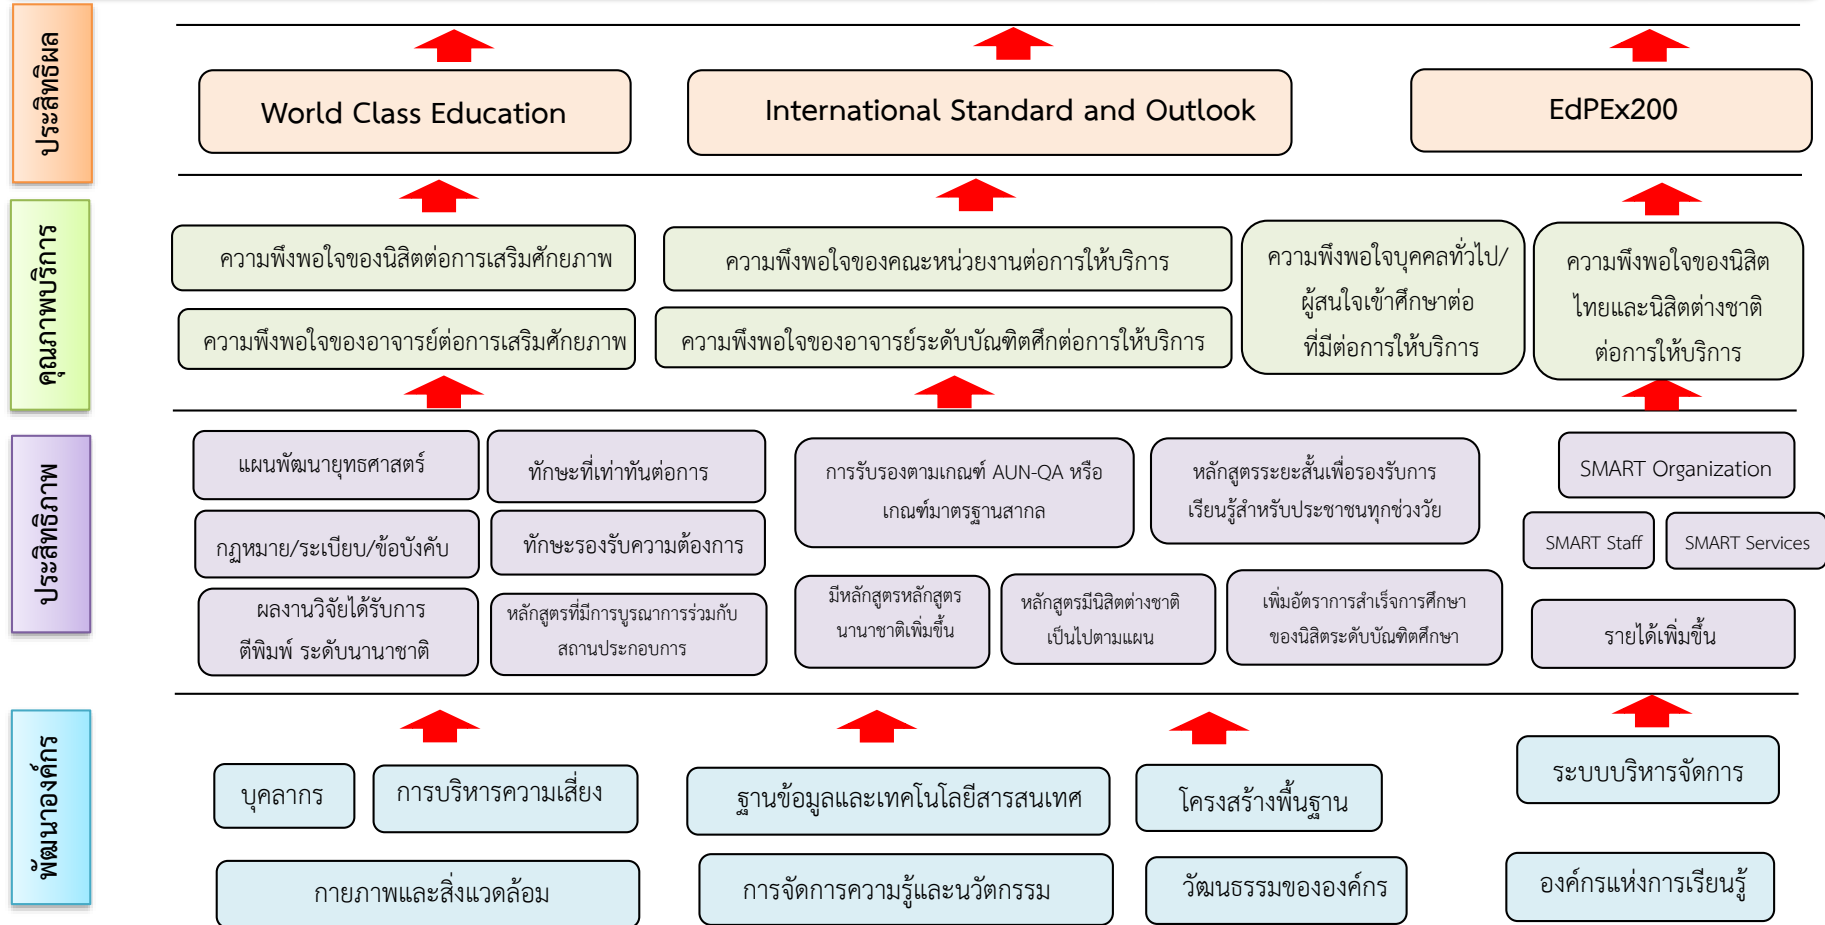 ประสิทธิผล
World Class Education
International Standard and Outlook
EdPEx200
คุณภาพบริการ
ความพึงพอใจของนิสิตต่อการเสริมศักยภาพ
ความพึงพอใจของอาจารย์ต่อการเสริมศักยภาพ
ความพึงพอใจของคณะหน่วยงานต่อการให้บริการ
ความพึงพอใจของอาจารย์ระดับบัณฑิตศึกต่อการให้บริการ
ความพึงพอใจบุคคลทั่วไป/
ผู้สนใจเข้าศึกษาต่อ
ที่มีต่อการให้บริการ
ความพึงพอใจของนิสิต
ไทยและนิสิตต่างชาติ
ต่อการให้บริการ
ประสิทธิภาพ
แผนพัฒนายุทธศาสตร์
ทักษะที่เท่าทันต่อการ
กฎหมาย/ระเบียบ/ข้อบังคับ
ทักษะรองรับความต้องการ
ผลงานวิจัยได้รับการ
ตีพิมพ์ ระดับนานาชาติ
หลักสูตรที่มีการบูรณาการร่วมกับ
สถานประกอบการ
การรับรองตามเกณฑ์ AUN-QA หรือ
เกณฑ์มาตรฐานสากล
หลักสูตรระยะสั้นเพื่อรองรับการ
เรียนรู้สำหรับประชาชนทุกช่วงวัย
มีหลักสูตรหลักสูตร
นานาชาติเพิ่มขึ้น
หลักสูตรมีนิสิตต่างชาติ
เป็นไปตามแผน
เพิ่มอัตราการสำเร็จการศึกษา
ของนิสิตระดับบัณฑิตศึกษา
SMART Organization
SMART Staff
SMART Services
รายได้เพิ่มขึ้น
พัฒนาองค์กร
บุคลากร
การบริหารความเสี่ยง
ฐานข้อมูลและเทคโนโลยีสารสนเทศ
โครงสร้างพื้นฐาน
ระบบบริหารจัดการ
กายภาพและสิ่งแวดล้อม
การจัดการความรู้และนวัตกรรม
วัฒนธรรมขององค์กร
องค์กรแห่งการเรียนรู้